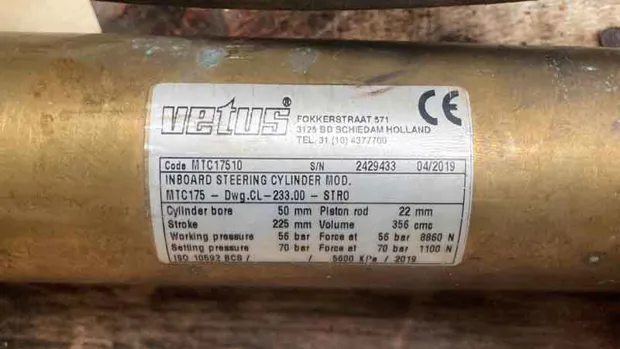 vetus®
FOKKERSTRAAT 571
3125 BD SCHIEDAM HOLLAND
TEL. 31 (10) 4377700
CE
Code MTC17510 S/N 2429433 04/2019
INBOARD STEERING CYLINDER MOD.
MTC175 - Dwg.CL-233.00 - STRO
Cylinder bore 50 mm Piston rod 22 mm
Stroke 225 mm Volume 356 cmc
Working pressure 56 bar Force at 56 bar 8860 N
Setting pressure 70 bar Force at 70 bar 1100 N
ISO 10592 BCS / / 5600 KPa / 2019